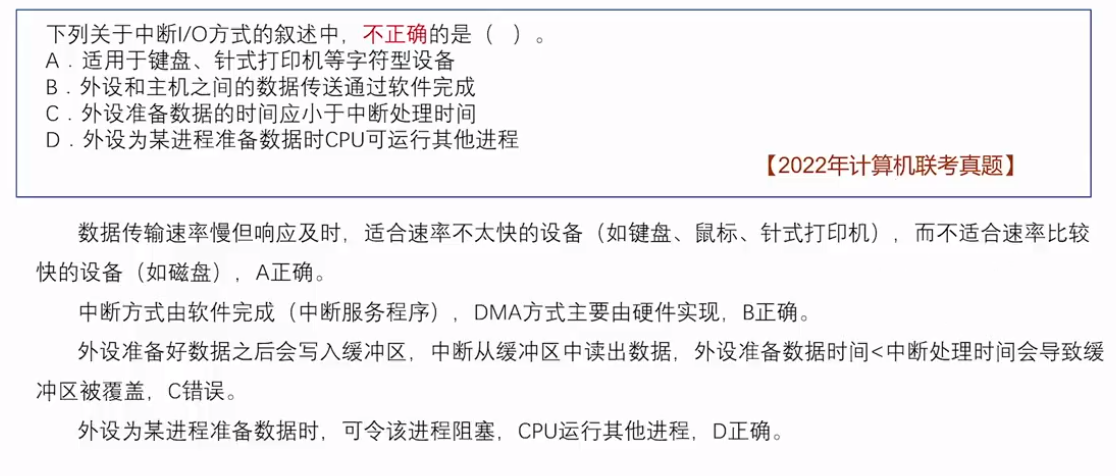 下列关于中断I/O方式的叙述中，不正确的是（ ）。
A．适用于键盘、针式打印机等字符型设备
B．外设和主机之间的数据传送通过软件完成
C．外设准备数据的时间应小于中断处理时间
D．外设为某进程准备数据时CPU可运行其他进程
【2022年计算机联考真题】
数据传输速率慢但响应及时，适合速率不太快的设备（如键盘、鼠标、针式打印机），而不适合速率比较
快的设备（如磁盘），A正确。
中断方式由软件完成（中断服务程序），DMA方式主要由硬件实现，B正确。
外设准备好数据之后会写入缓冲区，中断从缓冲区中读出数据，外设准备数据时间<中断处理时间会导致缓
冲区被覆盖，C错误。
外设为某进程准备数据时，可令该进程阻塞，CPU运行其他进程，D正确。